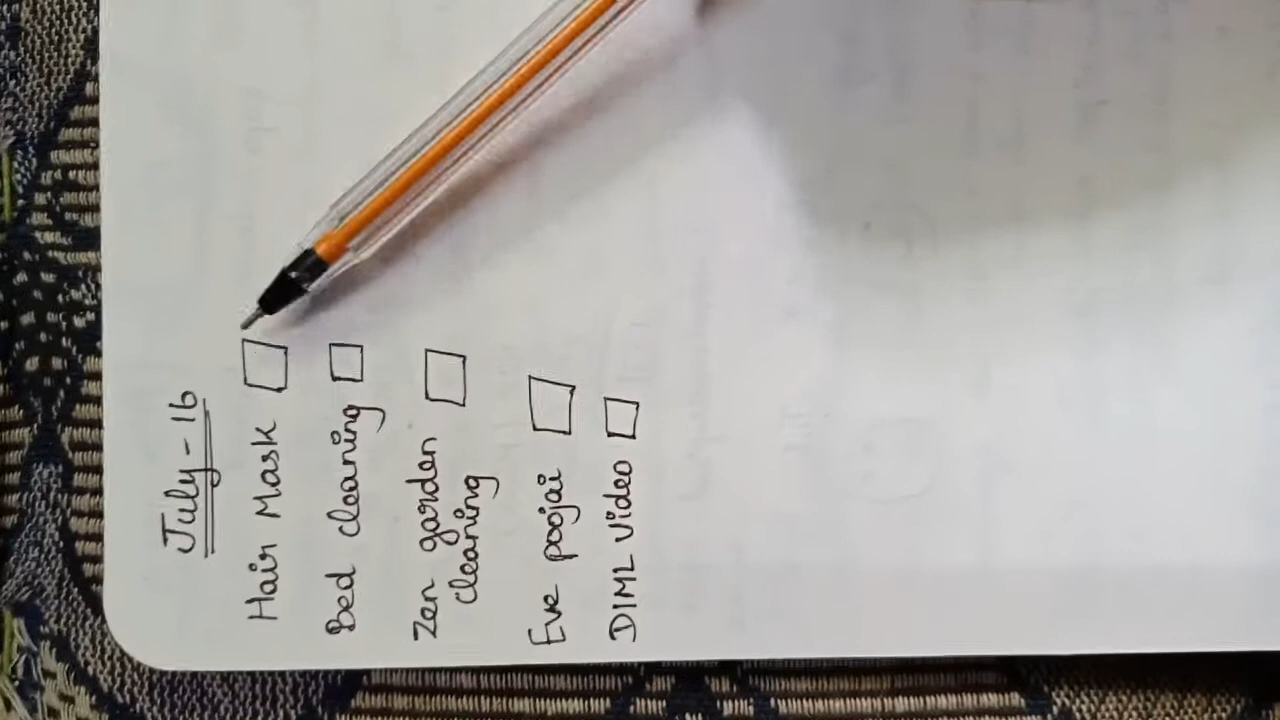 July - 16
Hair Mask
Bed cleaning
Zen garden
cleaning
Eve poojai
DIML video